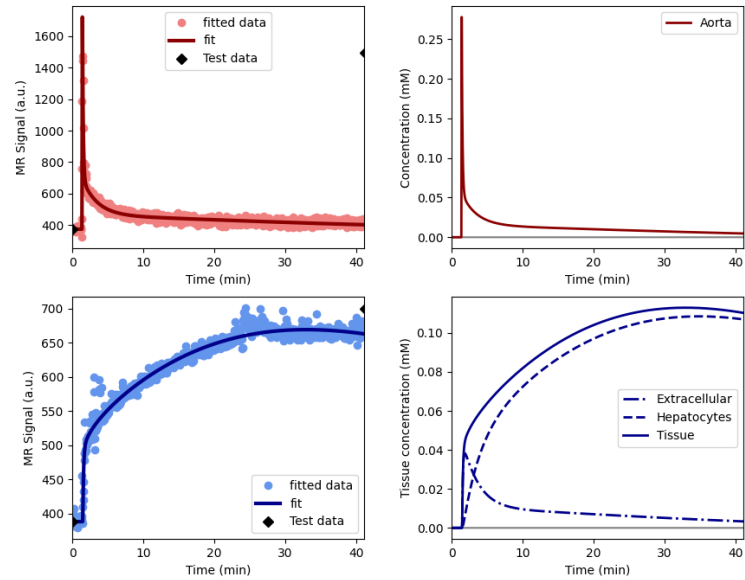 MR Signal (a.u.)
1600
1400
1200
1000
800
600
400
0
10
20
30
40
Time (min)
fitted data
fit
Test data
Concentration (mM)
0.25
0.20
0.15
0.10
0.05
0.00
0
10
20
30
40
Time (min)
Aorta
MR Signal (a.u.)
700
650
600
550
500
450
400
0
10
20
30
40
Time (min)
fitted data
fit
Test data
Tissue concentration (mM)
0.10
0.08
0.06
0.04
0.02
0.00
0
10
20
30
40
Time (min)
Extracellular
Hepatocytes
Tissue